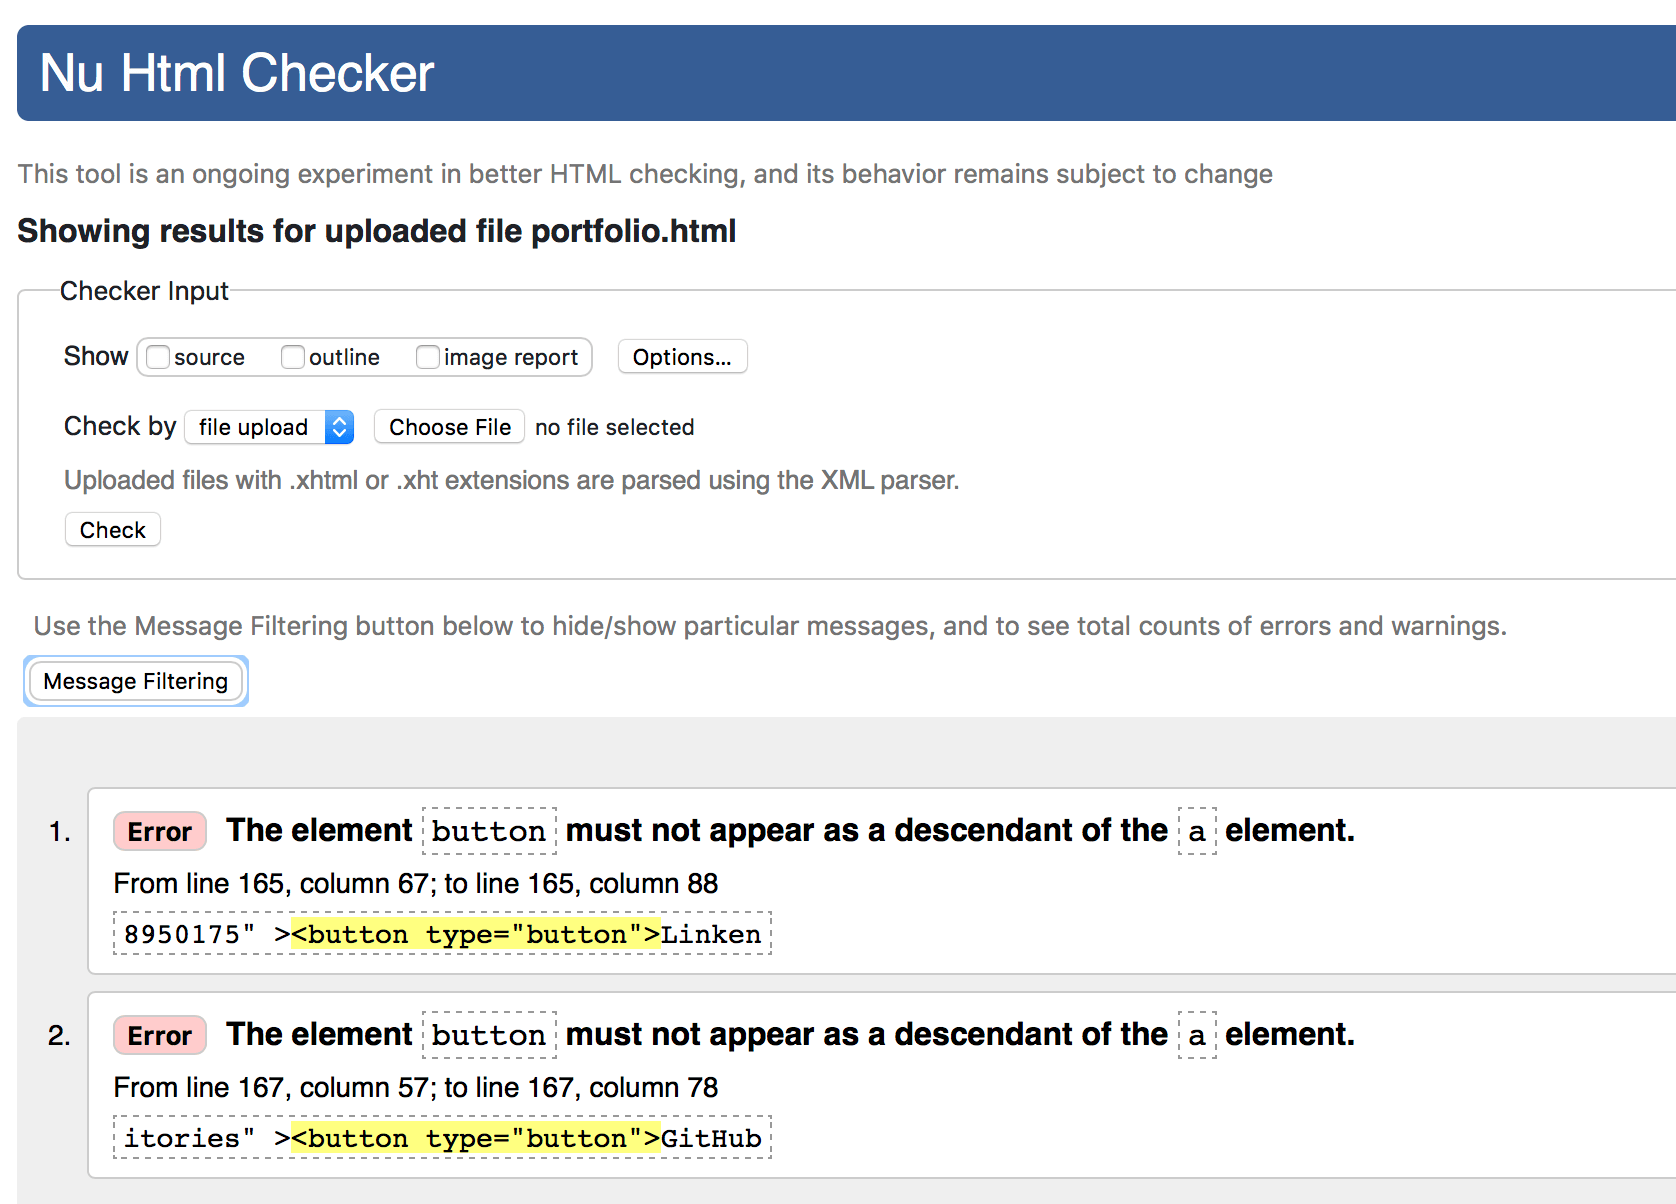 Nu Html Checker
This tool is an ongoing experiment in better HTML checking, and its behavior remains subject to change
Showing results for uploaded file portfolio.html
Checker Input
Show source outline image report Options...
Check by file upload Choose File no file selected
Uploaded files with .xhtml or .xht extensions are parsed using the XML parser.
Check
Use the Message Filtering button below to hide/show particular messages, and to see total counts of errors and warnings.
Message Filtering
1. Error The element button must not appear as a descendant of the a element.
From line 165, column 67; to line 165, column 88
8950175" ><button type="button">Linken
2. Error The element button must not appear as a descendant of the a element.
From line 167, column 57; to line 167, column 78
itories" ><button type="button">GitHub